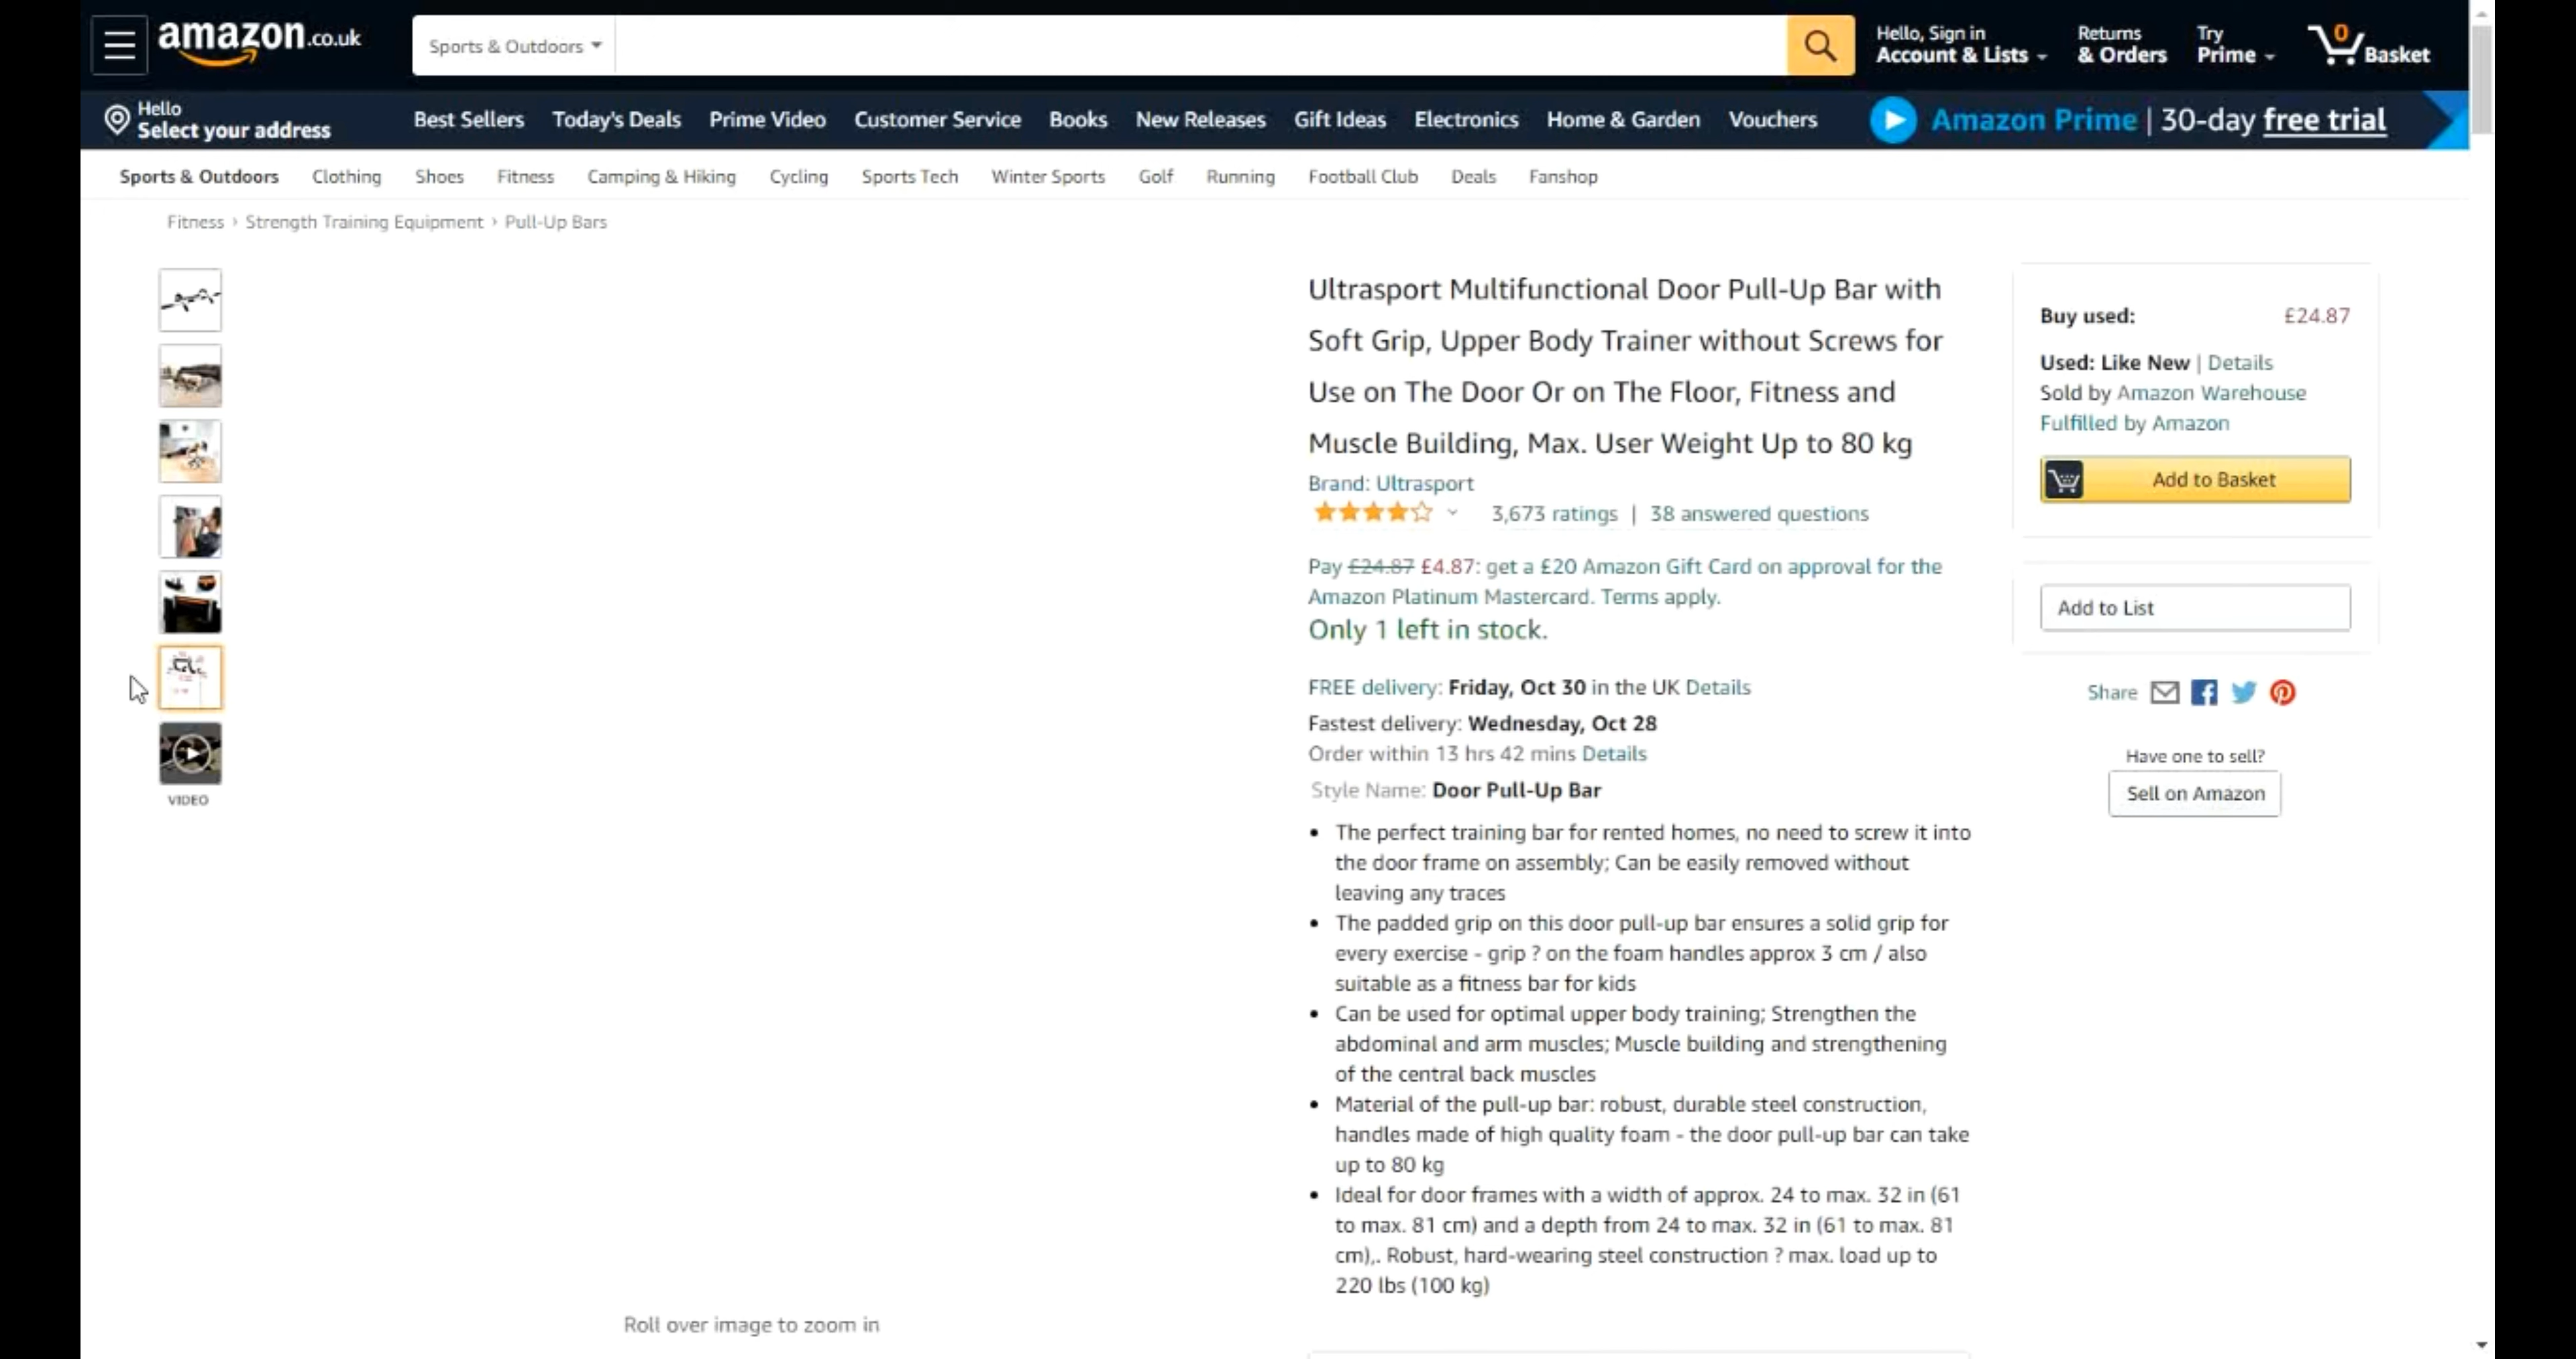 amazon.co.uk
Sports & Outdoors
Hello, Sign in
Account & Lists
Returns
& Orders
Try
Prime
0
Basket
Hello
Select your address
Best Sellers
Today's Deals
Prime Video
Customer Service
Books
New Releases
Gift Ideas
Electronics
Home & Garden
Vouchers
Amazon Prime | 30-day free trial
Sports & Outdoors
Clothing
Shoes
Fitness
Camping & Hiking
Cycling
Sports Tech
Winter Sports
Golf
Running
Football Club
Deals
Fanshop
Fitness › Strength Training Equipment › Pull-Up Bars
VIDEO
Roll over image to zoom in
Ultrasport Multifunctional Door Pull-Up Bar with
Soft Grip, Upper Body Trainer without Screws for
Use on The Door Or on The Floor, Fitness and
Muscle Building, Max. User Weight Up to 80 kg
Brand: Ultrasport
3,673 ratings | 38 answered questions
Pay £24.87 £4.87: get a £20 Amazon Gift Card on approval for the
Amazon Platinum Mastercard. Terms apply.
Only 1 left in stock.
FREE delivery: Friday, Oct 30 in the UK Details
Fastest delivery: Wednesday, Oct 28
Order within 13 hrs 42 mins Details
Style Name: Door Pull-Up Bar
• The perfect training bar for rented homes, no need to screw it into
the door frame on assembly; Can be easily removed without
leaving any traces
• The padded grip on this door pull-up bar ensures a solid grip for
every exercise - grip ? on the foam handles approx 3 cm / also
suitable as a fitness bar for kids
• Can be used for optimal upper body training; Strengthen the
abdominal and arm muscles; Muscle building and strengthening
of the central back muscles
• Material of the pull-up bar: robust, durable steel construction,
handles made of high quality foam - the door pull-up bar can take
up to 80 kg
• Ideal for door frames with a width of approx. 24 to max. 32 in (61
to max. 81 cm) and a depth from 24 to max. 32 in (61 to max. 81
cm),. Robust, hard-wearing steel construction ? max. load up to
220 lbs (100 kg)
Buy used: £24.87
Used: Like New | Details
Sold by Amazon Warehouse
Fulfilled by Amazon
Add to Basket
Add to List
Share
Have one to sell?
Sell on Amazon